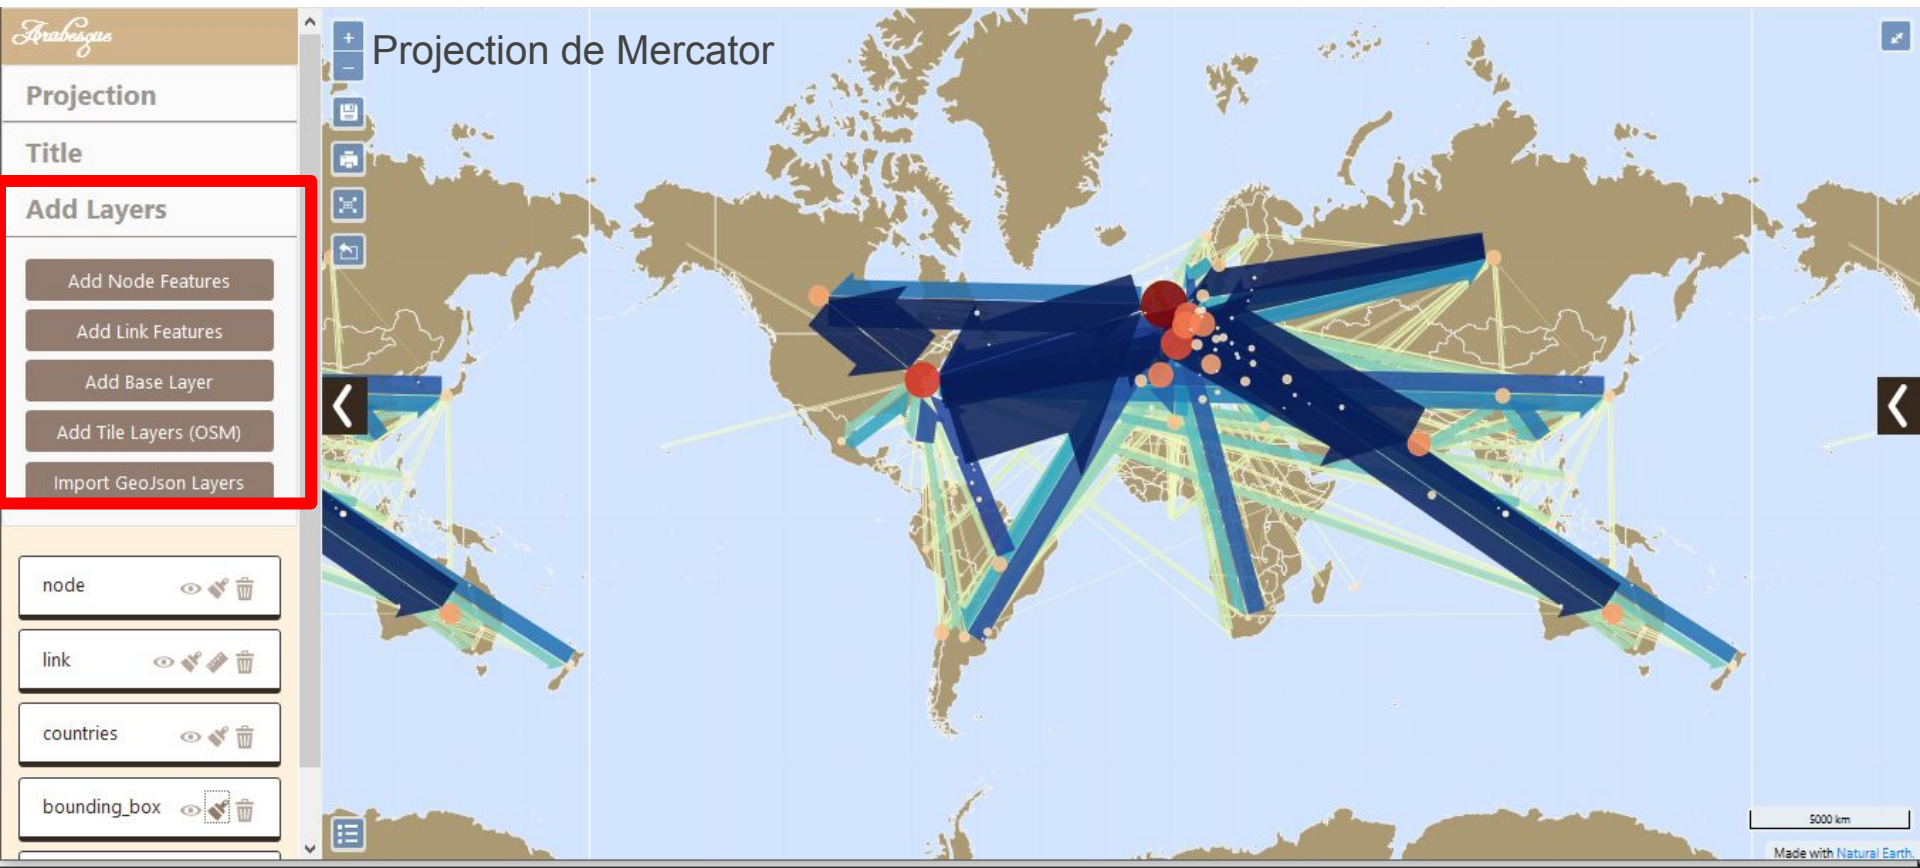 Arabesque
Projection
Title
Add Layers
Add Node Features
Add Link Features
Add Base Layer
Add Tile Layers (OSM)
Import GeoJson Layers
node
link
countries
bounding_box
+
−
Projection de Mercator
5000 km
Made with Natural Earth.